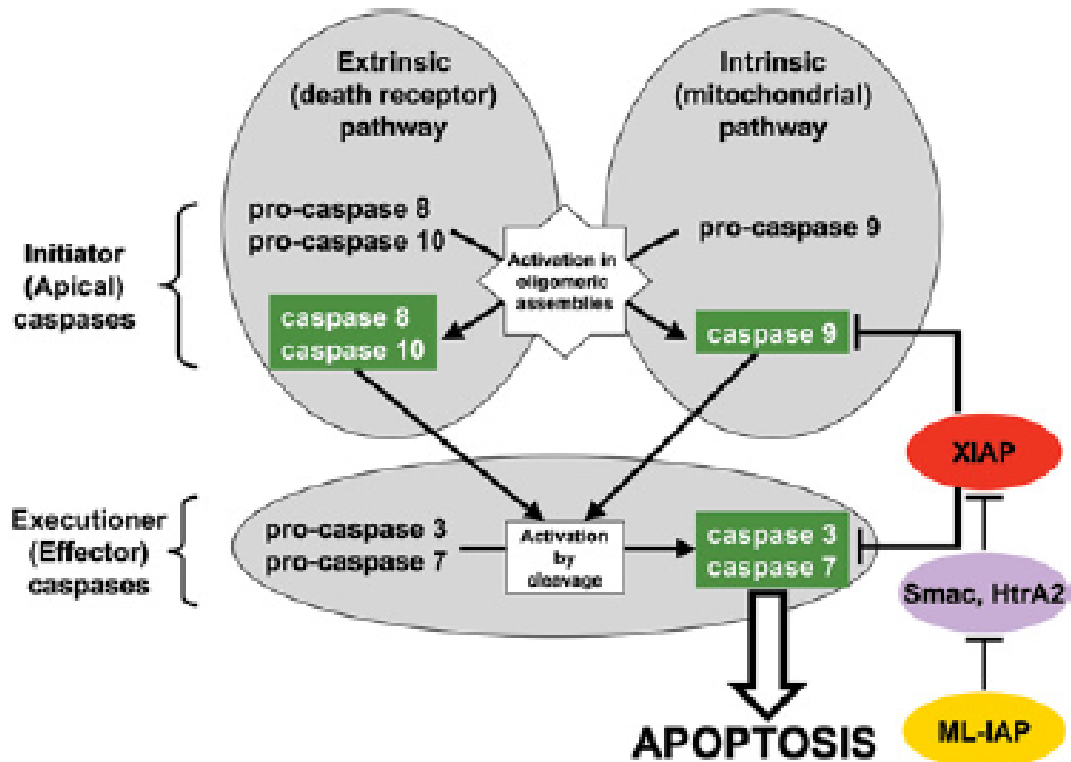 Extrinsic
(death receptor)
pathway
Intrinsic
(mitochondrial)
pathway
Initiator
(Apical)
caspases
pro-caspase 8
pro-caspase 10
Activation in
oligomeric
assemblies
pro-caspase 9
caspase 8
caspase 10
caspase 9
XIAP
Executioner
(Effector)
caspases
pro-caspase 3
pro-caspase 7
Activation
by
cleavage
caspase 3
caspase 7
Smac, HtrA2
ML-IAP
APOPTOSIS